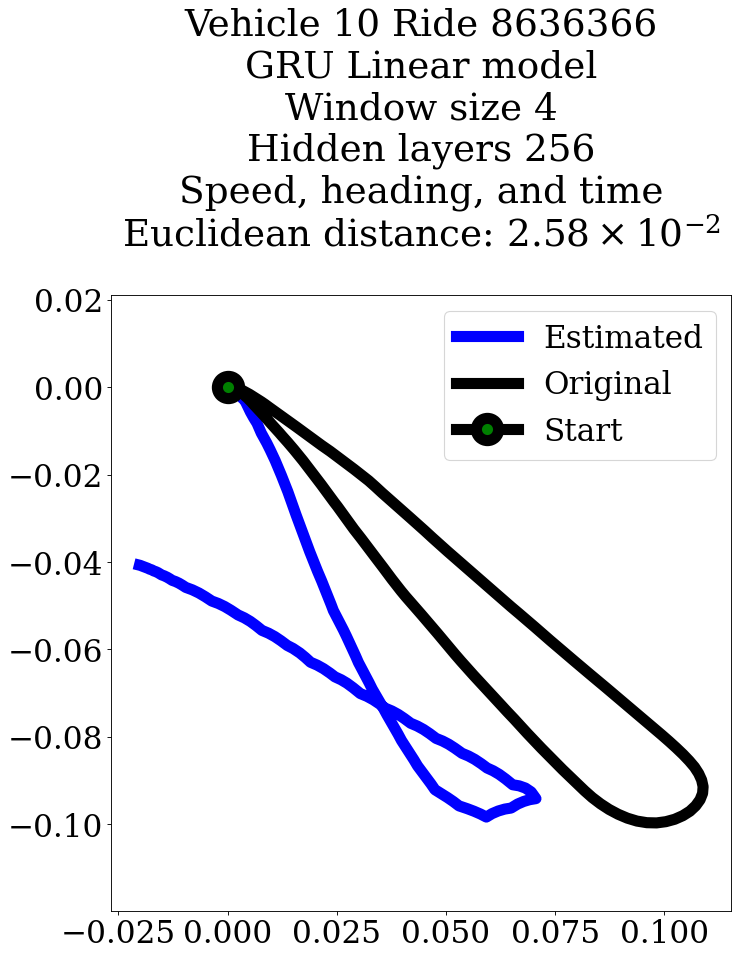 Vehicle 10 Ride 8636366
GRU Linear model
Window size 4
Hidden layers 256
Speed, heading, and time
Euclidean distance: 2.58 × 10⁻²
0.02
0.00
−0.02
−0.04
−0.06
−0.08
−0.10
Estimated
Original
Start
−0.025 0.000 0.025 0.050 0.075 0.100